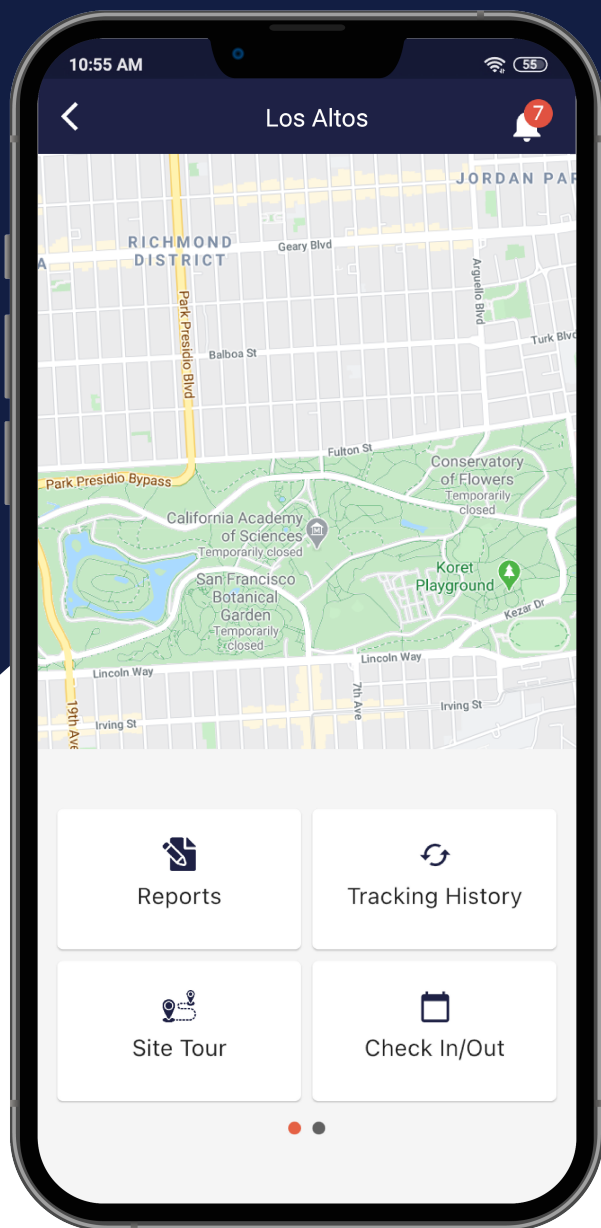 10:55 AM
55
Los Altos
7
JORDAN PAR
RICHMOND
DISTRICT
A
Geary Blvd
Arguello Blvd
Park Presidio Blvd
Turk Blvd
Balboa St
Fulton St
Conservatory
of Flowers
Temporarily
closed
Park Presidio Bypass
California Academy
of Sciences
Temporarily closed
Koret
Playground
San Francisco
Botanical
Garden
Temporarily
closed
Kezar Dr
Lincoln Way
Lincoln Way
7th Ave
19th Ave
Irving St
Irving St
Reports
Tracking History
Site Tour
Check In/Out